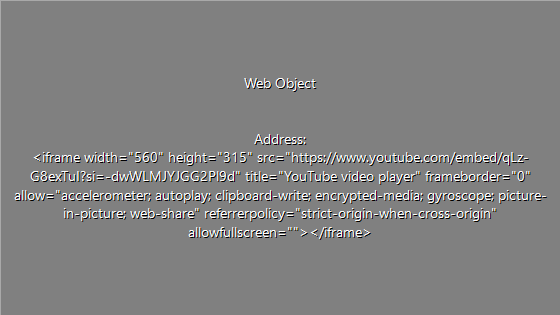 Web Object
Address:
<iframe width="560" height="315" src="https://www.youtube.com/embed/qLz-
G8exTuI?si=-dwWLMJYJGG2PI9d" title="YouTube video player" frameborder="0"
allow="accelerometer; autoplay; clipboard-write; encrypted-media; gyroscope; picture-
in-picture; web-share" referrerpolicy="strict-origin-when-cross-origin"
allowfullscreen=""></iframe>